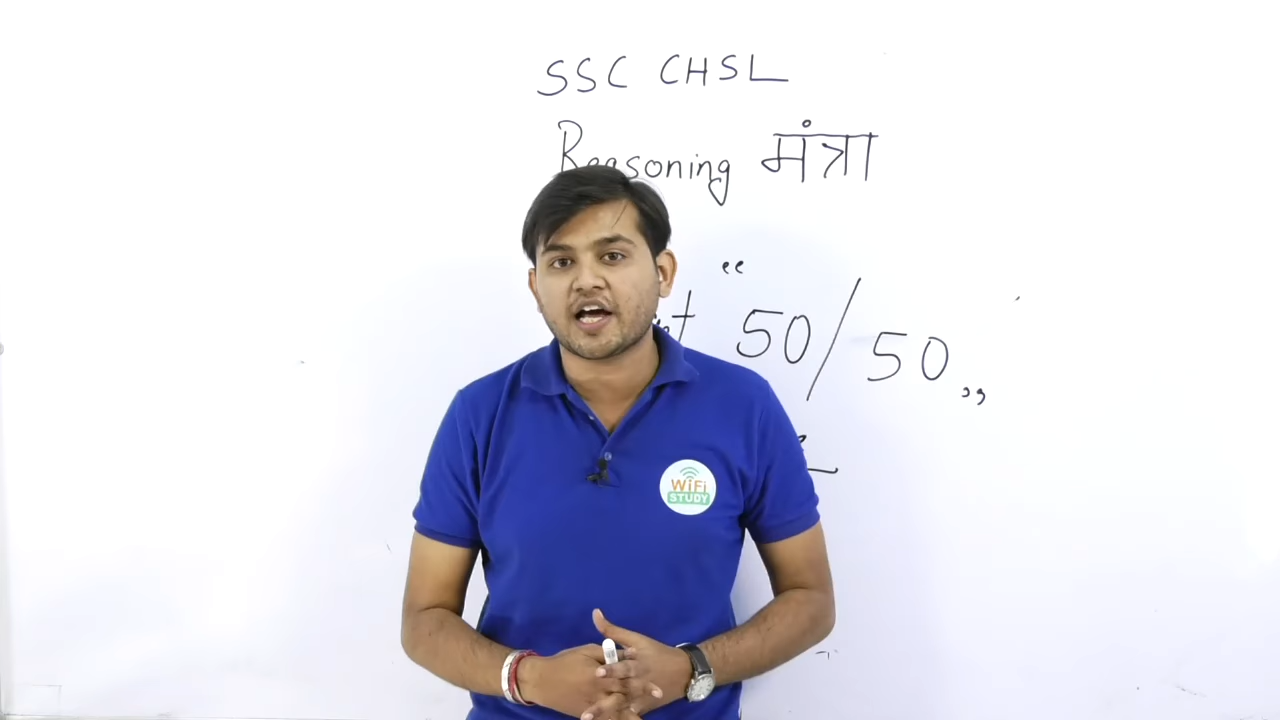 SSC CHSL
Reasoning मंत्रा
“ 50/50 „
WiFi
STUDY